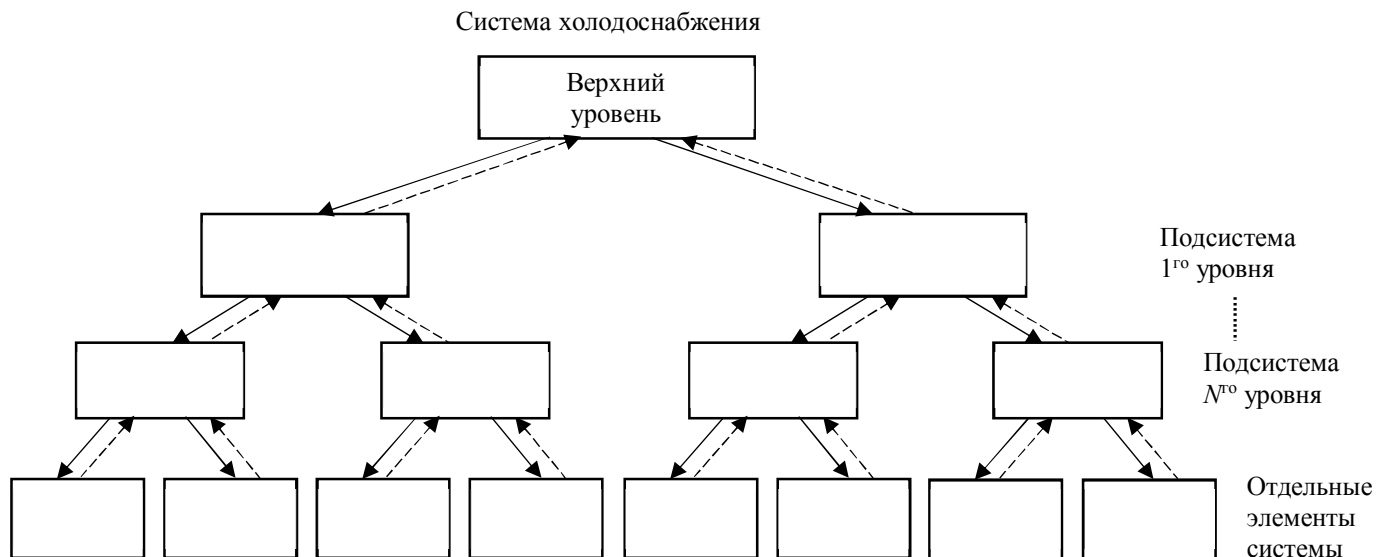 Система холодоснабжения
Верхний
уровень
Подсистема
1го уровня
Подсистема
Nго уровня
Отдельные
элементы
системы